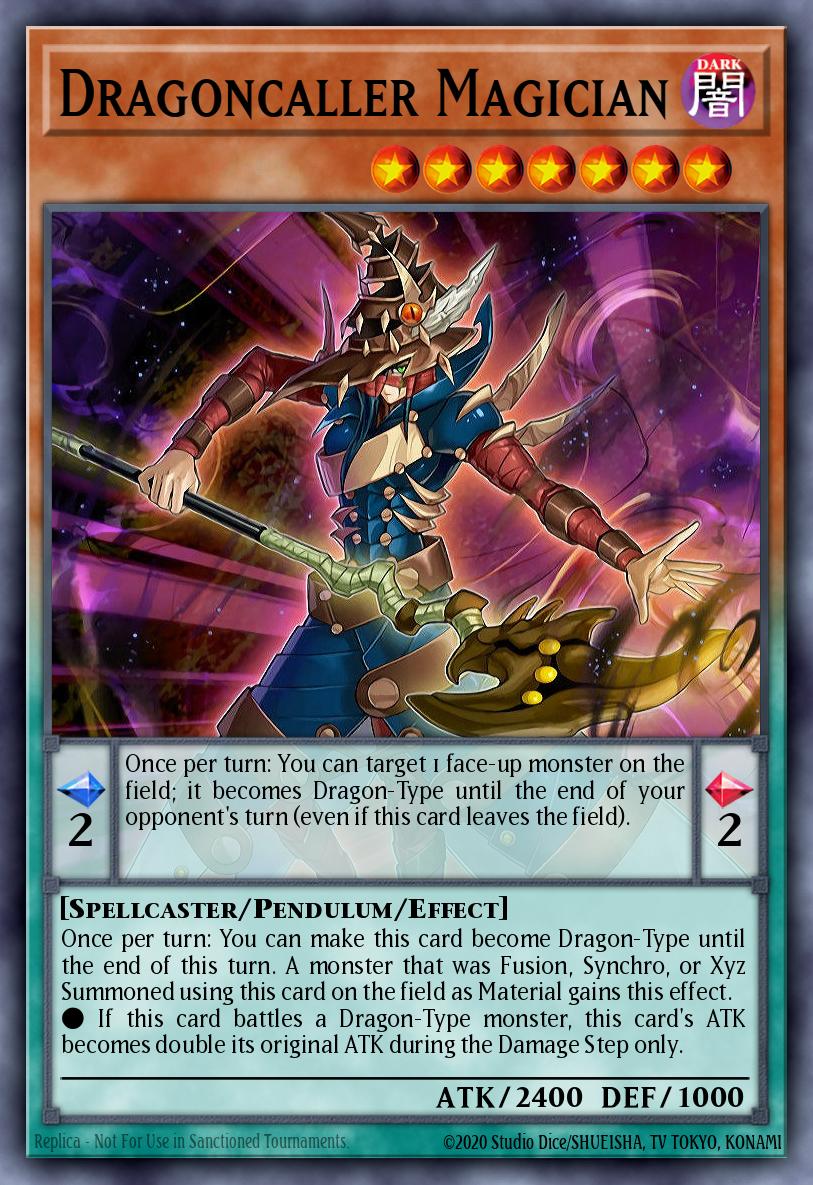 Dragoncaller Magician
DARK
闇
Once per turn: You can target 1 face-up monster on the
field; it becomes Dragon-Type until the end of your
opponent's turn (even if this card leaves the field).
2
2
[Spellcaster/Pendulum/Effect]
Once per turn: You can make this card become Dragon-Type until
the end of this turn. A monster that was Fusion, Synchro, or Xyz
Summoned using this card on the field as Material gains this effect.
● If this card battles a Dragon-Type monster, this card's ATK
becomes double its original ATK during the Damage Step only.
ATK/2400 DEF/1000
Replica - Not For Use in Sanctioned Tournaments.
©2020 Studio Dice/SHUEISHA, TV TOKYO, KONAMI